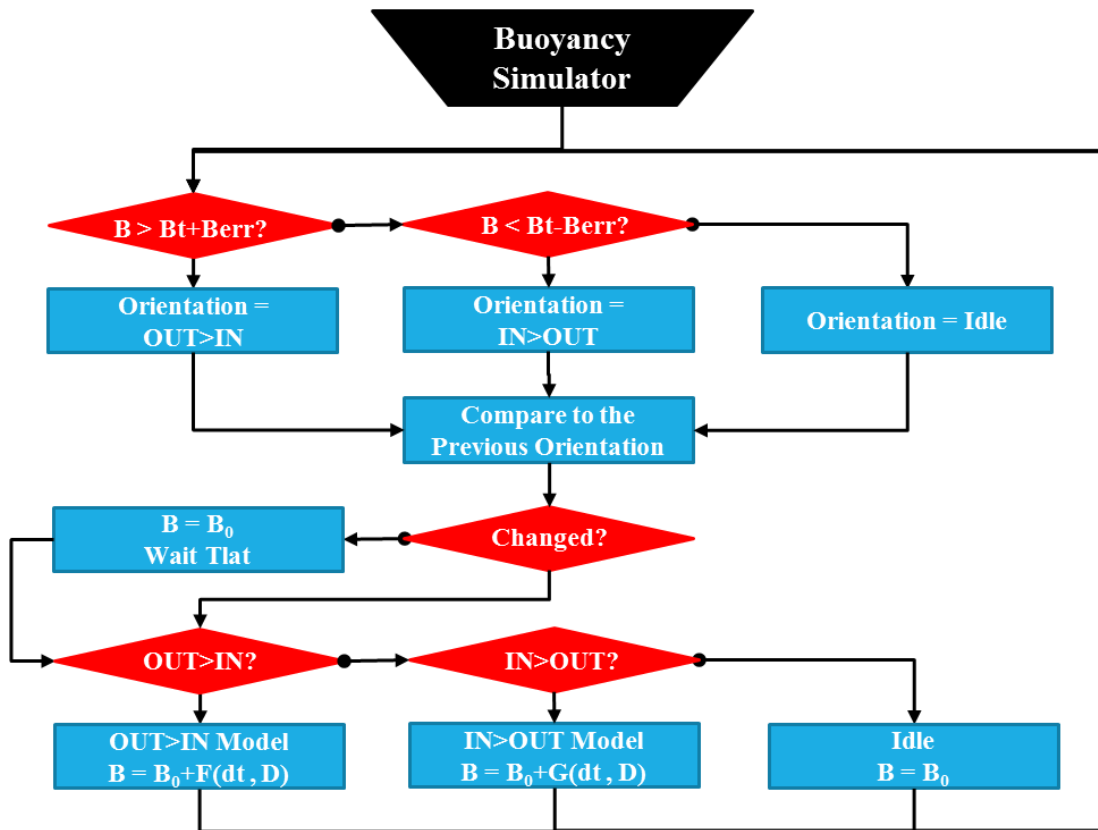 Buoyancy
Simulator
B > Bt+Berr?
B < Bt-Berr?
Orientation =
OUT>IN
Orientation =
IN>OUT
Orientation = Idle
Compare to the
Previous Orientation
B = B₀
Wait Tlat
Changed?
OUT>IN?
IN>OUT?
OUT>IN Model
B = B₀+F(dt , D)
IN>OUT Model
B = B₀+G(dt , D)
Idle
B = B₀